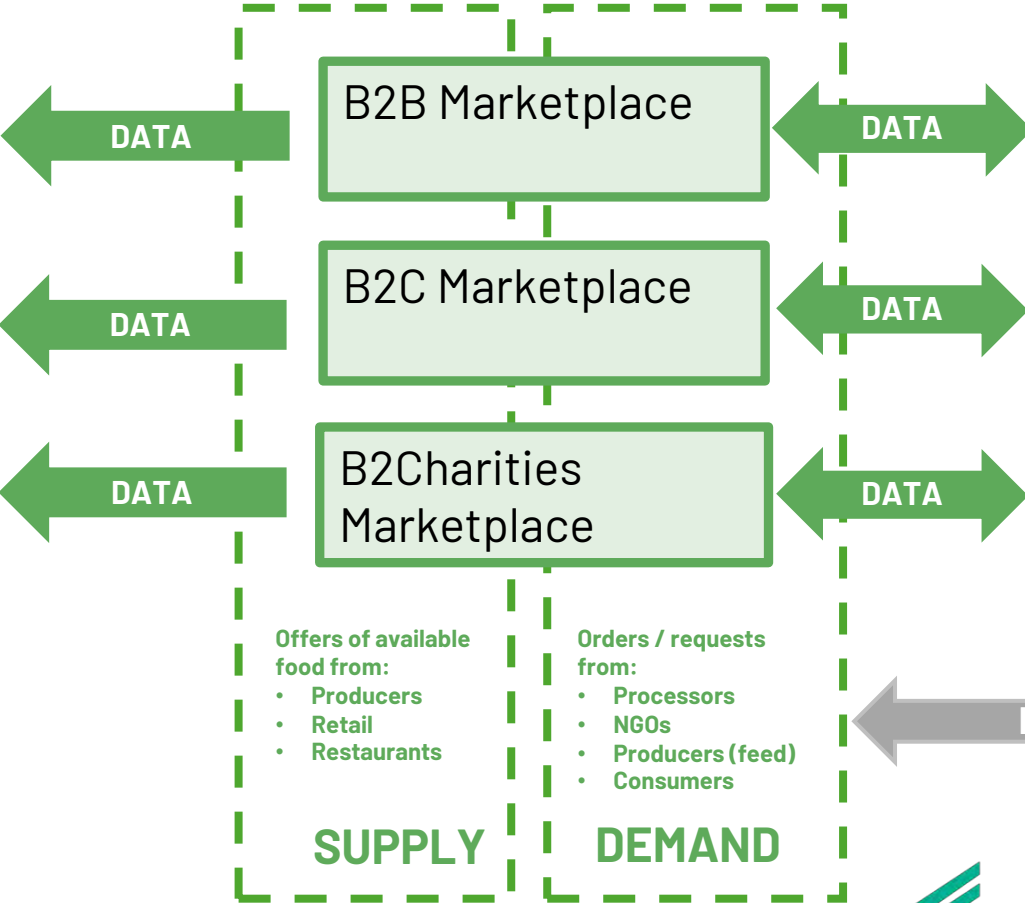 B2B Marketplace
DATA
DATA
B2C Marketplace
DATA
DATA
B2Charities
Marketplace
DATA
DATA
Offers of available
food from:
• Producers
• Retail
• Restaurants
SUPPLY
Orders / requests
from:
• Processors
• NGOs
• Producers (feed)
• Consumers
DEMAND